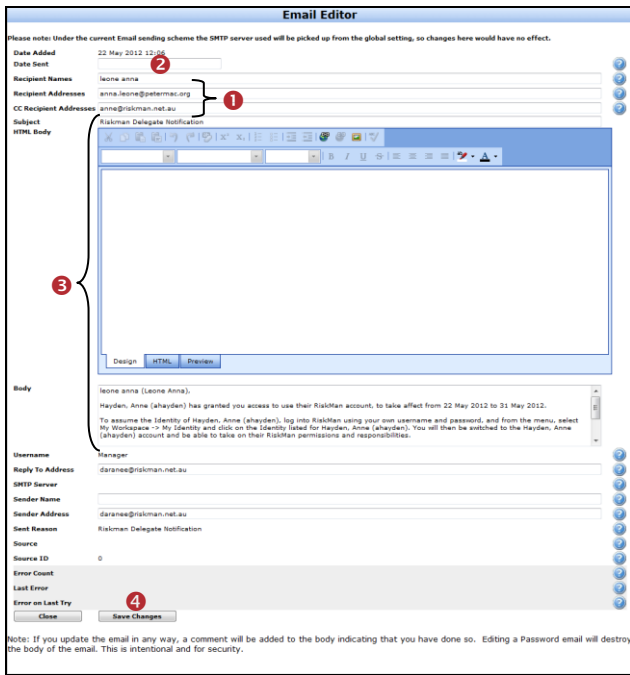 Email Editor
Please note: Under the current Email sending scheme the SMTP server used will be picked up from the global setting, so changes here would have no effect.
Date Added 22 May 2012 12:06
Date Sent 2
Recipient Names leone anna
Recipient Addresses anna.leone@petermac.org 1
CC Recipient Addresses anne@riskman.net.au
Subject Riskman Delegate Notification
HTML Body
B I U S
A
3
Design HTML Preview
Body leone anna (Leone Anna),
Hayden, Anne (ahayden) has granted you access to use their RiskMan account, to take affect from 22 May 2012 to 31 May 2012.
To assume the Identity of Hayden, Anne (ahayden), log into RiskMan using your own username and password, and from the menu, select
My Workspace -> My Identity and click on the Identity listed for Hayden, Anne (ahayden). You will then be switched to the Hayden, Anne
(ahayden) account and be able to take on their RiskMan permissions and responsibilities.
Username Manager
Reply To Address daranee@riskman.net.au
SMTP Server
Sender Name
Sender Address daranee@riskman.net.au
Sent Reason Riskman Delegate Notification
Source
Source ID 0
Error Count
Last Error
Error on Last Try
4
Close Save Changes
Note: If you update the email in any way, a comment will be added to the body indicating that you have done so. Editing a Password email will destroy
the body of the email. This is intentional and for security.